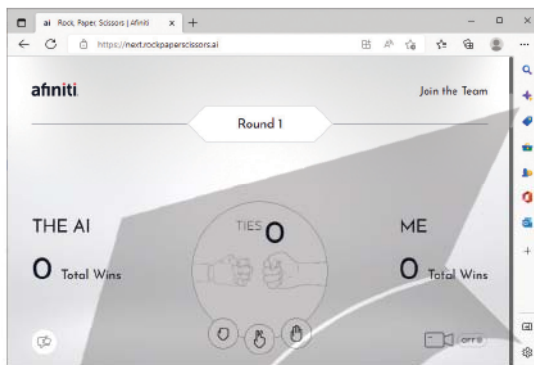 ai Rock, Paper, Scissors | Afiniti
https://next.rockpaperscissors.ai
afiniti
Join the Team
Round 1
THE AI
TIES 0
ME
0 Total Wins
0 Total Wins
OFF